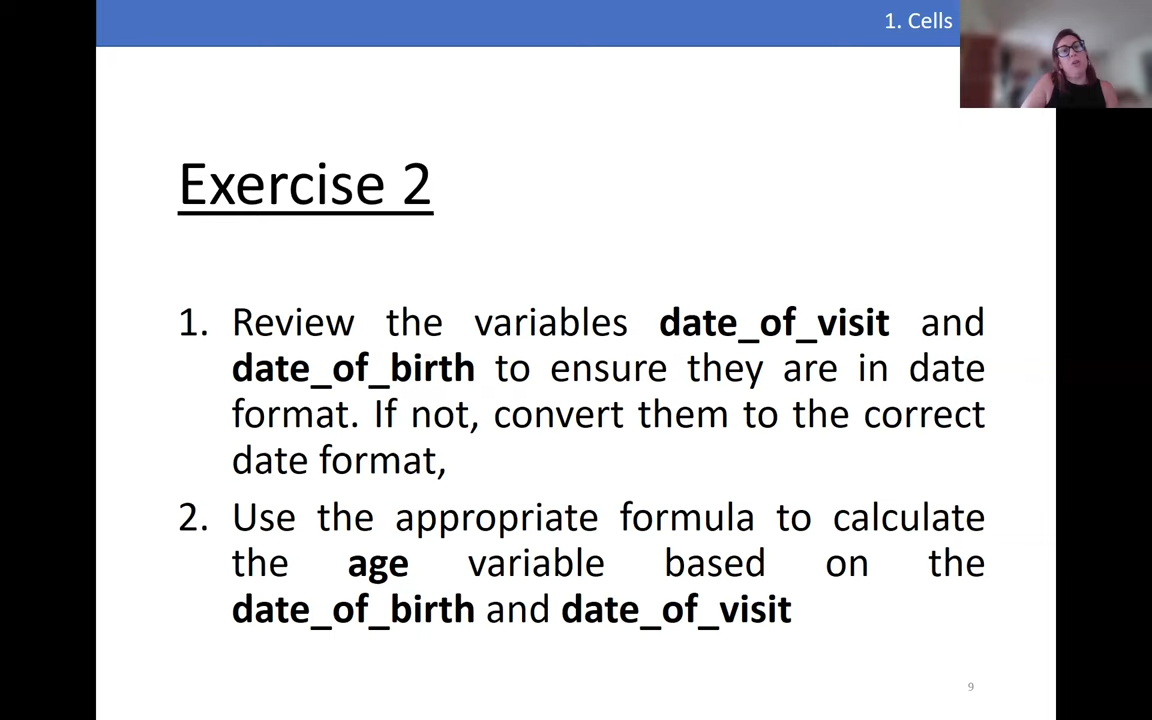 1. Cells
Exercise 2
1. Review the variables date_of_visit and
date_of_birth to ensure they are in date
format. If not, convert them to the correct
date format,
2. Use the appropriate formula to calculate
the age variable based on the
date_of_birth and date_of_visit
9